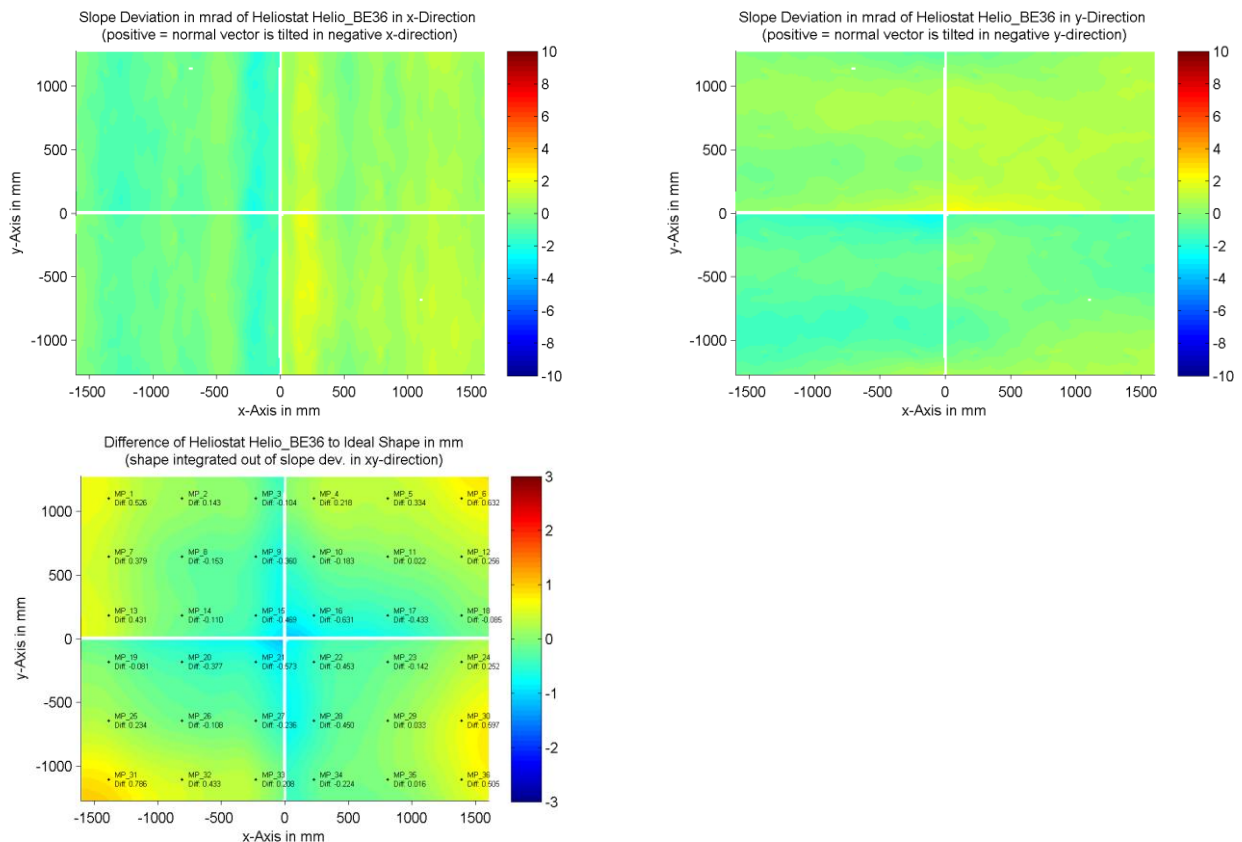 Slope Deviation in mrad of Heliostat Helio_BE36 in x-Direction
(positive = normal vector is tilted in negative x-direction)
1000
500
0
-500
-1000
y-Axis in mm
-1500 -1000 -500 0 500 1000 1500
x-Axis in mm
10
8
6
4
2
0
-2
-4
-6
-8
-10
Slope Deviation in mrad of Heliostat Helio_BE36 in y-Direction
(positive = normal vector is tilted in negative y-direction)
1000
500
0
-500
-1000
y-Axis in mm
-1500 -1000 -500 0 500 1000 1500
x-Axis in mm
10
8
6
4
2
0
-2
-4
-6
-8
-10
Difference of Heliostat Helio_BE36 to Ideal Shape in mm
(shape integrated out of slope dev. in xy-direction)
1000
500
0
-500
-1000
y-Axis in mm
MP_1 MP_2 MP_3 MP_4 MP_5 MP_6
Diff: 0.526 Diff: 0.143 Diff: -0.104 Diff: 0.218 Diff: 0.334 Diff: 0.632
MP_7 MP_8 MP_9 MP_10 MP_11 MP_12
Diff: 0.379 Diff: -0.153 Diff: -0.360 Diff: -0.183 Diff: 0.022 Diff: 0.256
MP_13 MP_14 MP_15 MP_16 MP_17 MP_18
Diff: 0.431 Diff: -0.110 Diff: -0.469 Diff: -0.631 Diff: -0.433 Diff: -0.085
MP_19 MP_20 MP_21 MP_22 MP_23 MP_24
Diff: -0.081 Diff: -0.377 Diff: -0.573 Diff: -0.453 Diff: -0.142 Diff: 0.252
MP_25 MP_26 MP_27 MP_28 MP_29 MP_30
Diff: 0.234 Diff: -0.108 Diff: -0.236 Diff: -0.450 Diff: 0.033 Diff: 0.597
MP_31 MP_32 MP_33 MP_34 MP_35 MP_36
Diff: 0.786 Diff: 0.433 Diff: 0.208 Diff: -0.224 Diff: 0.016 Diff: 0.505
-1500 -1000 -500 0 500 1000 1500
x-Axis in mm
3
2
1
0
-1
-2
-3